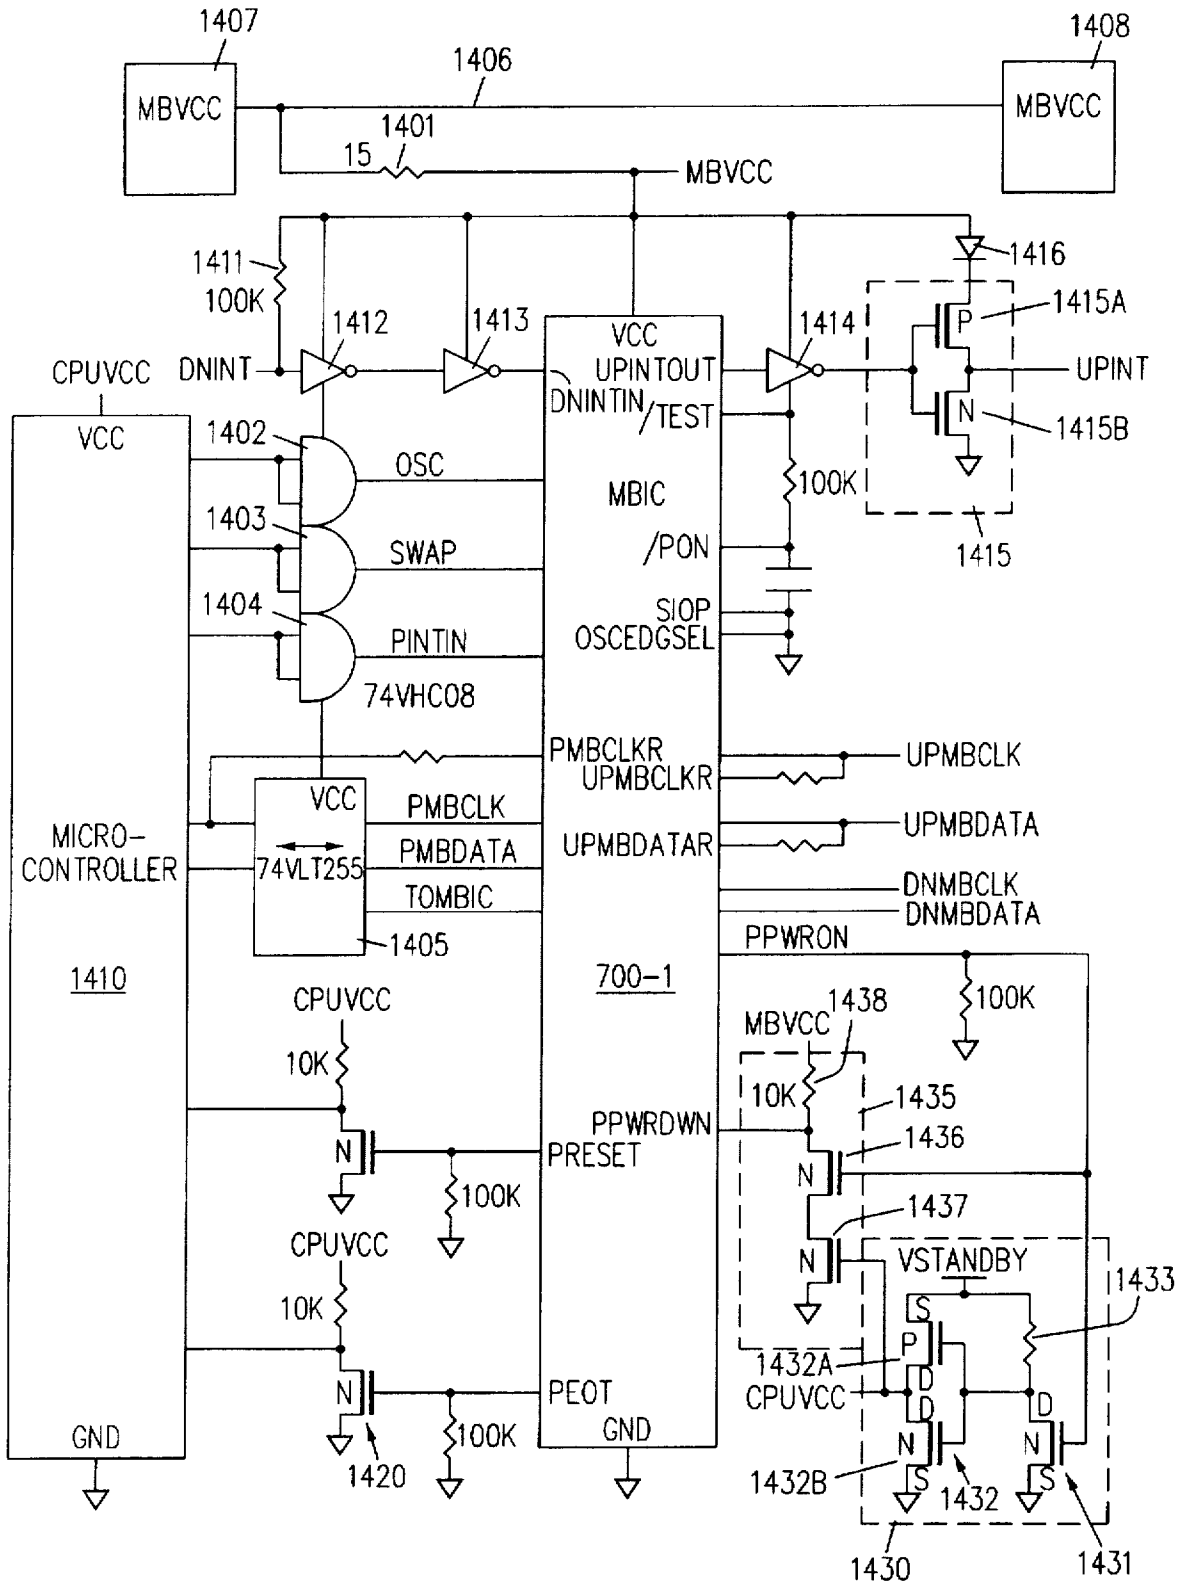 1407
1408
1406
MBVCC
MBVCC
1401
15
MBVCC
1411
100K
1412
1413
1414
1416
1415A
P
VCC
CPUVCC
DNINT
UPINTOUT
UPINT
DNINTIN
N
1415B
/TEST
VCC
1402
OSC
100K
MBIC
1403
/PON
1415
SWAP
1404
SIOP
OSCEDGSEL
PINTIN
74VHC08
PMBCLKR
UPMBCLK
UPMBCLKR
VCC
PMBCLK
UPMBDATA
MICRO-
CONTROLLER
74VLT255
PMBDATA
UPMBDATAR
TOMBIC
DNMBCLK
DNMBDATA
1405
PPWRON
1410
700-1
CPUVCC
100K
MBVCC
1438
10K
10K
1435
PPWRDWN
1436
N
PRESET
N
100K
1437
CPUVCC
N
VSTANDBY
1433
10K
S
P
1432A
D
CPUVCC
N
PEOT
D
D
GND
100K
GND
N
N
1420
1432B
S
1432
S
1430
1431